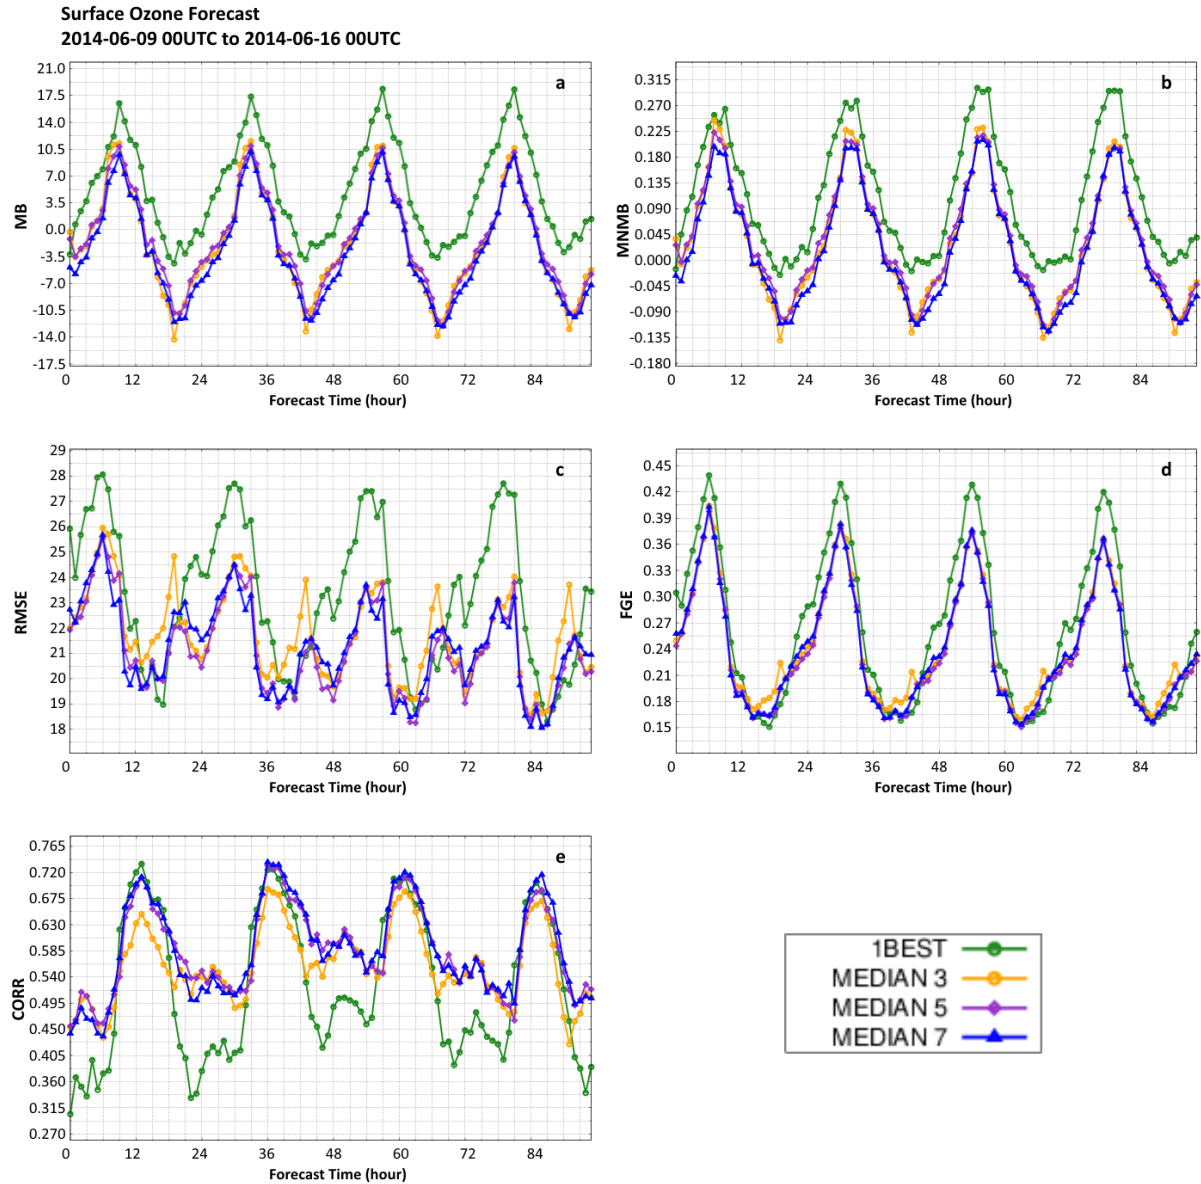 Surface Ozone Forecast
2014-06-09 00UTC to 2014-06-16 00UTC
a
21.0
17.5
14.0
10.5
7.0
3.5
0.0
-3.5
-7.0
-10.5
-14.0
-17.5
MB
0 12 24 36 48 60 72 84
Forecast Time (hour)
b
0.315
0.270
0.225
0.180
0.135
0.090
0.045
0.000
-0.045
-0.090
-0.135
-0.180
MNMB
0 12 24 36 48 60 72 84
Forecast Time (hour)
c
29
28
27
26
25
24
23
22
21
20
19
18
RMSE
0 12 24 36 48 60 72 84
Forecast Time (hour)
d
0.45
0.42
0.39
0.36
0.33
0.30
0.27
0.24
0.21
0.18
0.15
FGE
0 12 24 36 48 60 72 84
Forecast Time (hour)
e
0.765
0.720
0.675
0.630
0.585
0.540
0.495
0.450
0.405
0.360
0.315
0.270
CORR
0 12 24 36 48 60 72 84
Forecast Time (hour)
1BEST
MEDIAN 3
MEDIAN 5
MEDIAN 7